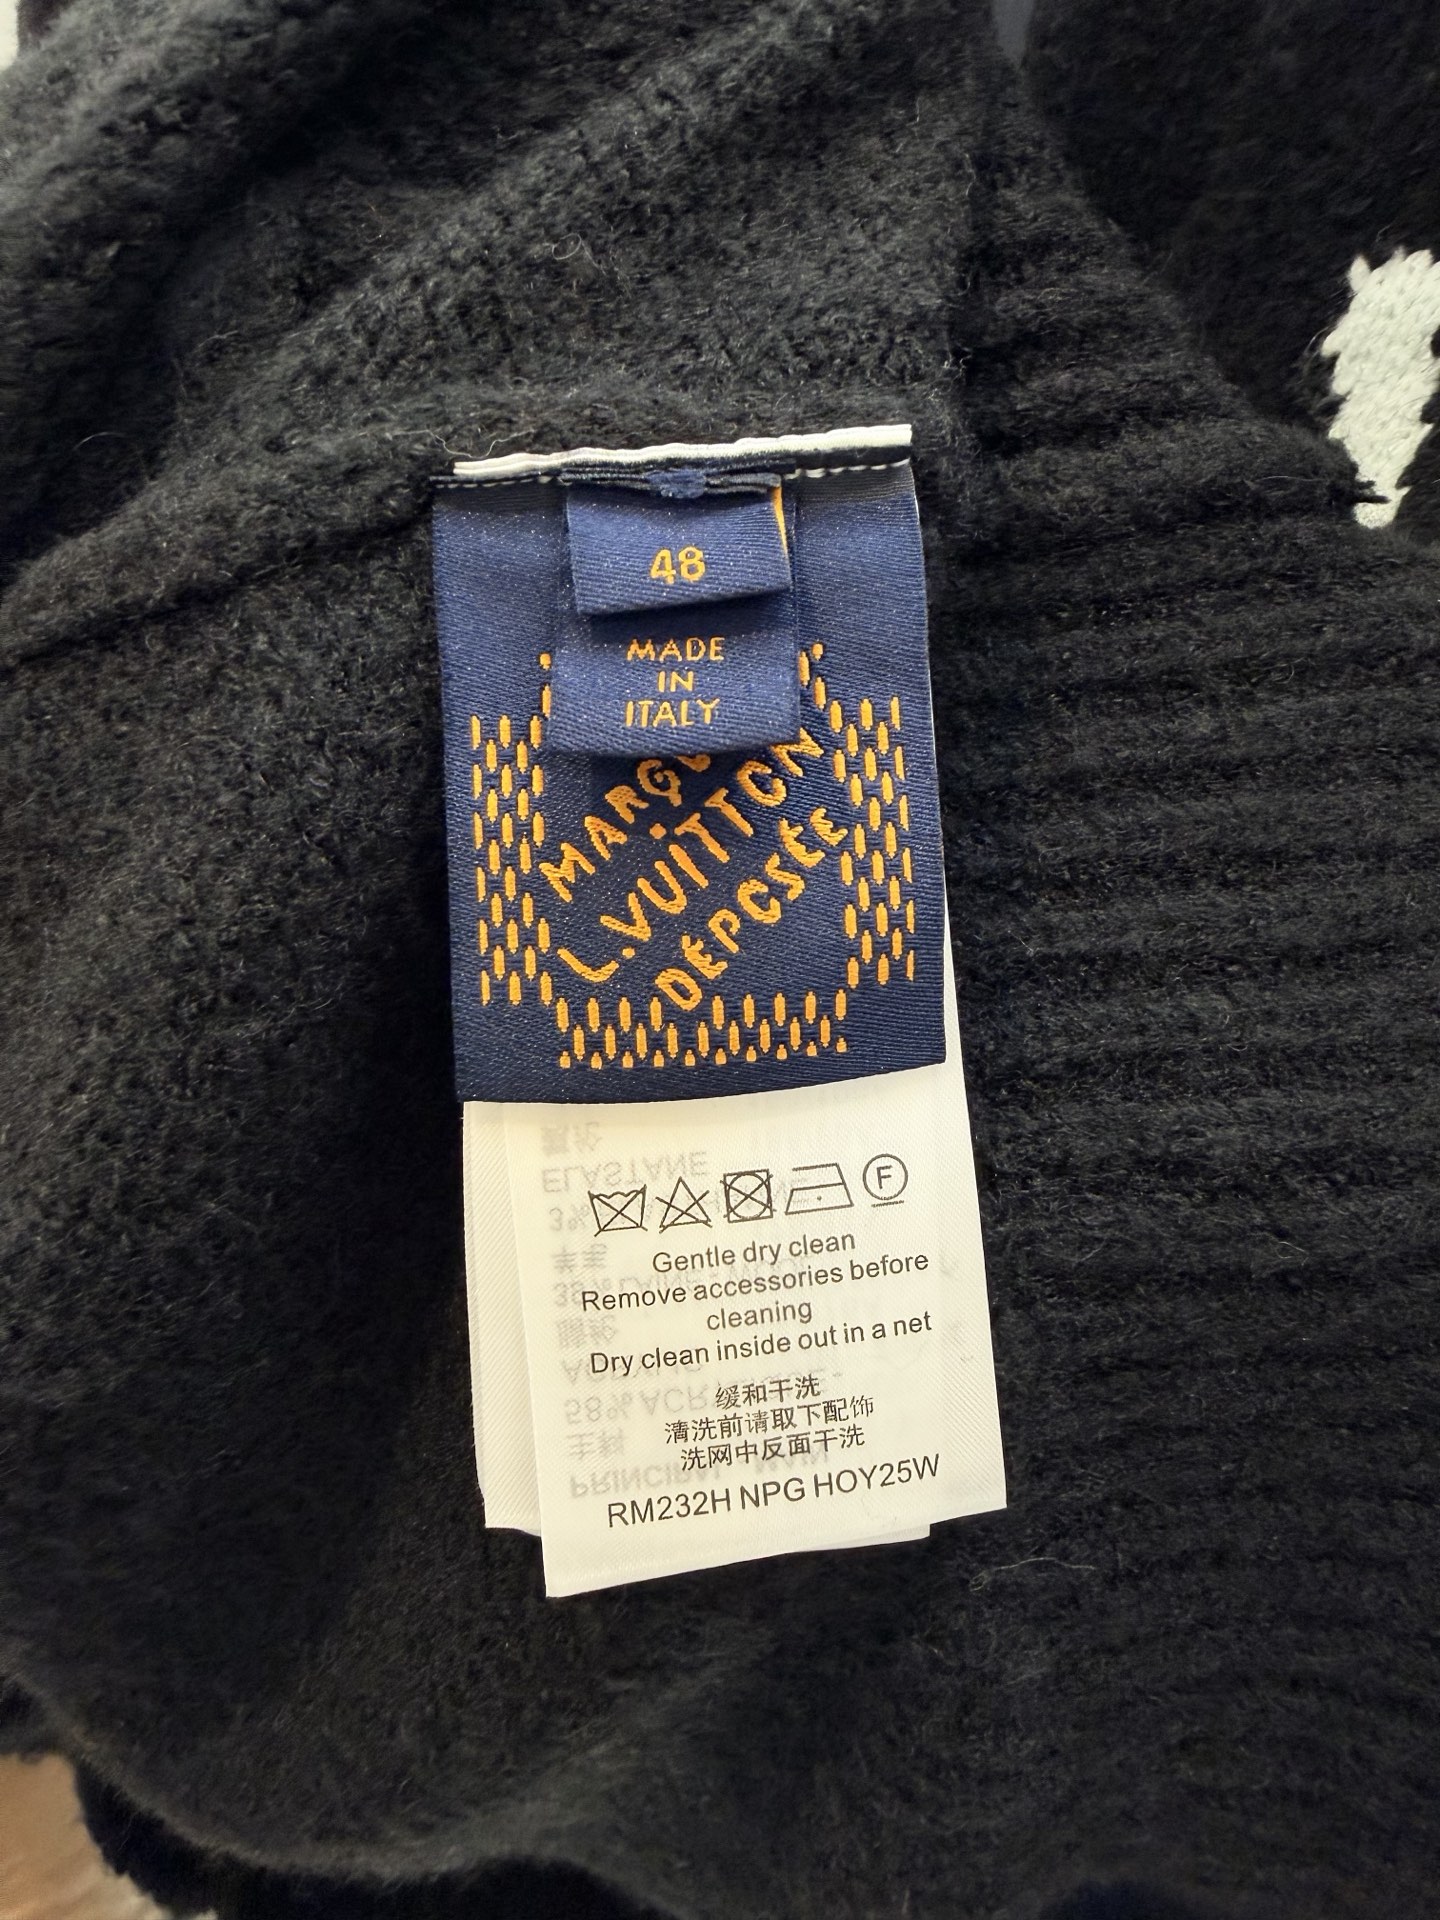 48
MADE
IN
ITALY
L.VUITTON
DÉPOSÉE
F
Gentle dry clean
Remove accessories before
cleaning
Dry clean inside out in a net
缓和干洗
清洗前请取下配饰
洗网中反面干洗
RM232H NPG HOY25W